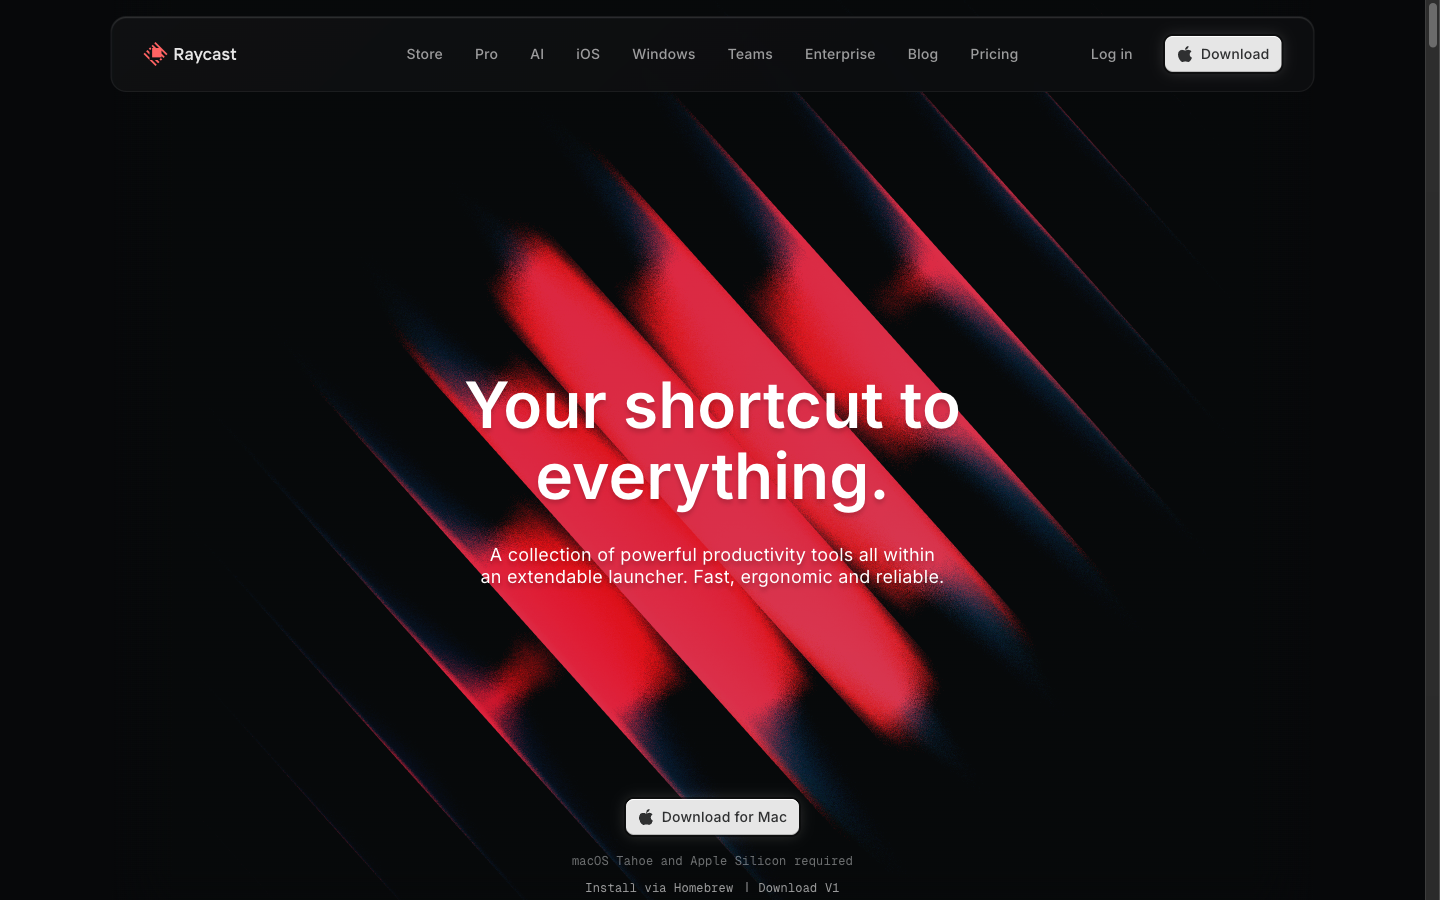 Raycast
Store Pro AI iOS Windows Teams Enterprise Blog Pricing
Log in
Download
Your shortcut to
everything.
A collection of powerful productivity tools all within
an extendable launcher. Fast, ergonomic and reliable.
Download for Mac
macOS Tahoe and Apple Silicon required
Install via Homebrew | Download V1